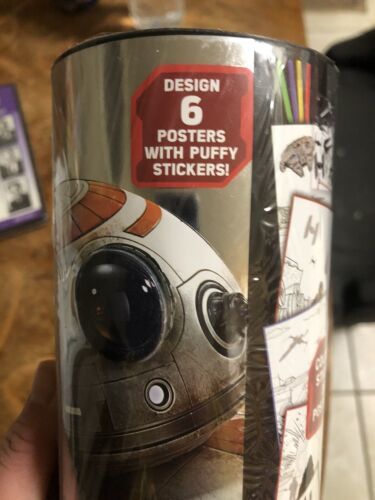 DESIGN
6
POSTERS
WITH PUFFY
STICKERS!